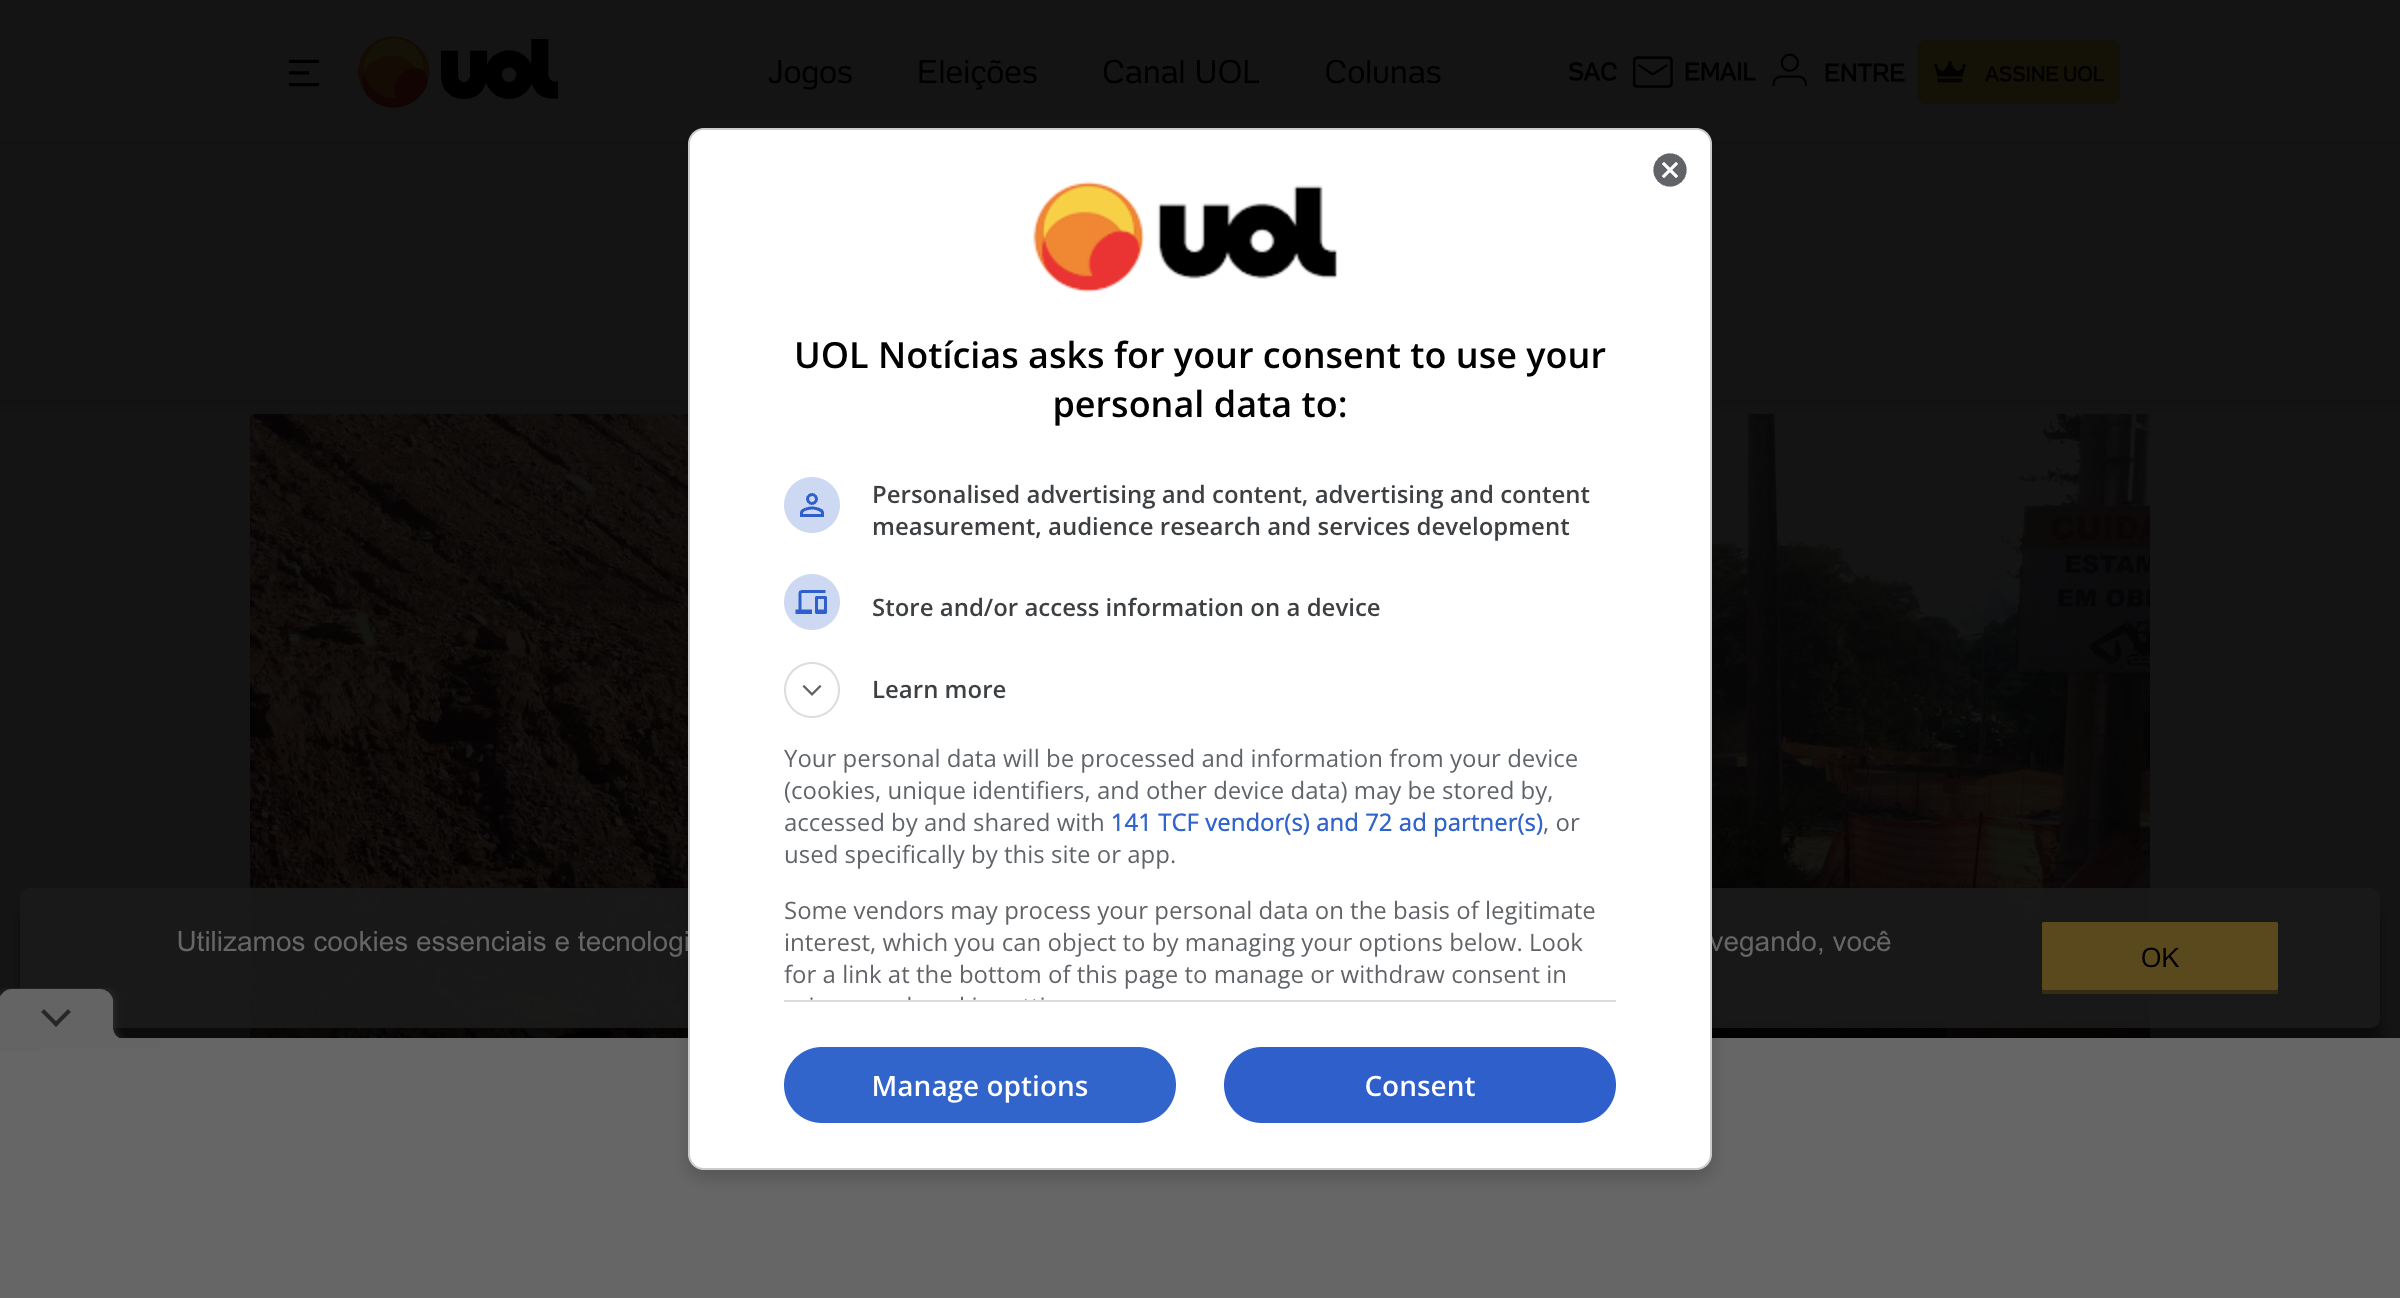 uol
Jogos
Eleições
Canal UOL
Colunas
SAC
EMAIL
ENTRE
ASSINE UOL
uol
UOL Notícias asks for your consent to use your
personal data to:
Personalised advertising and content, advertising and content
measurement, audience research and services development
Store and/or access information on a device
Learn more
Your personal data will be processed and information from your device
(cookies, unique identifiers, and other device data) may be stored by,
accessed by and shared with 141 TCF vendor(s) and 72 ad partner(s), or
used specifically by this site or app.
Some vendors may process your personal data on the basis of legitimate
interest, which you can object to by managing your options below. Look
for a link at the bottom of this page to manage or withdraw consent in
Manage options
Consent
CUIDA
ESTAM
EM OB
Utilizamos cookies essenciais e tecnologi
vegando, você
OK